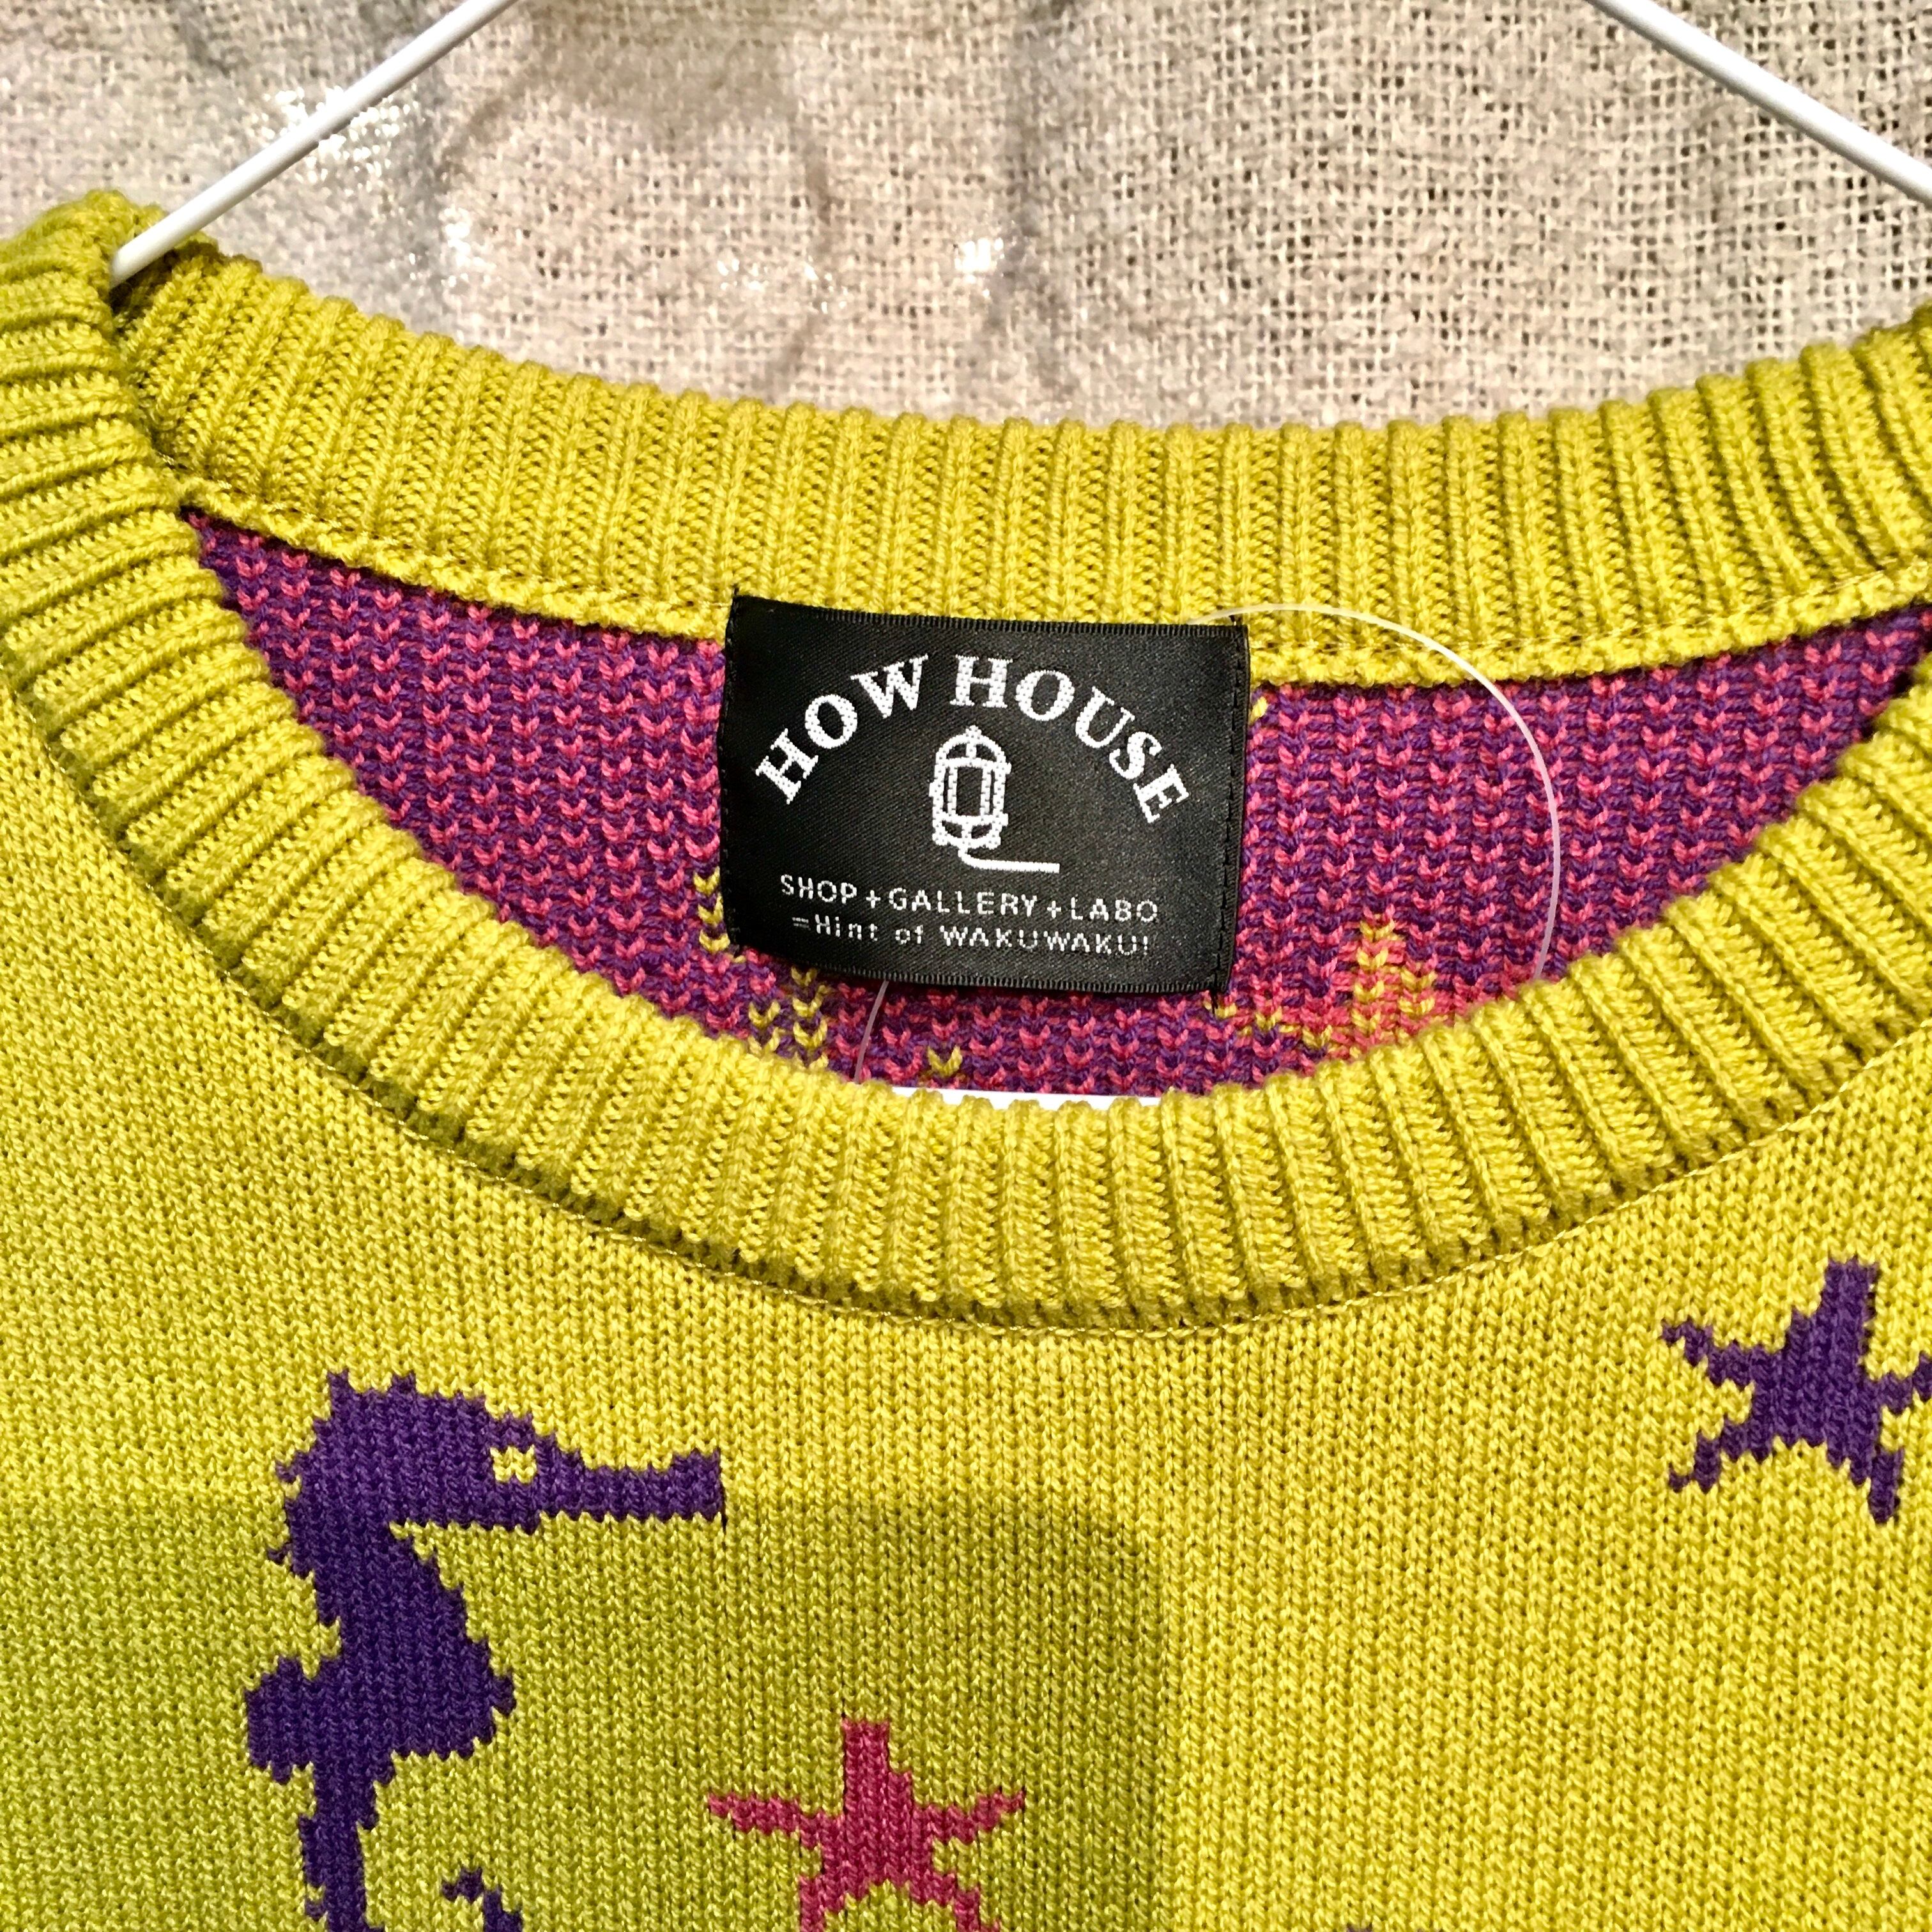 HOW HOUSE
SHOP+GALLERY+LABO
=Hint of WAKUWAKU!